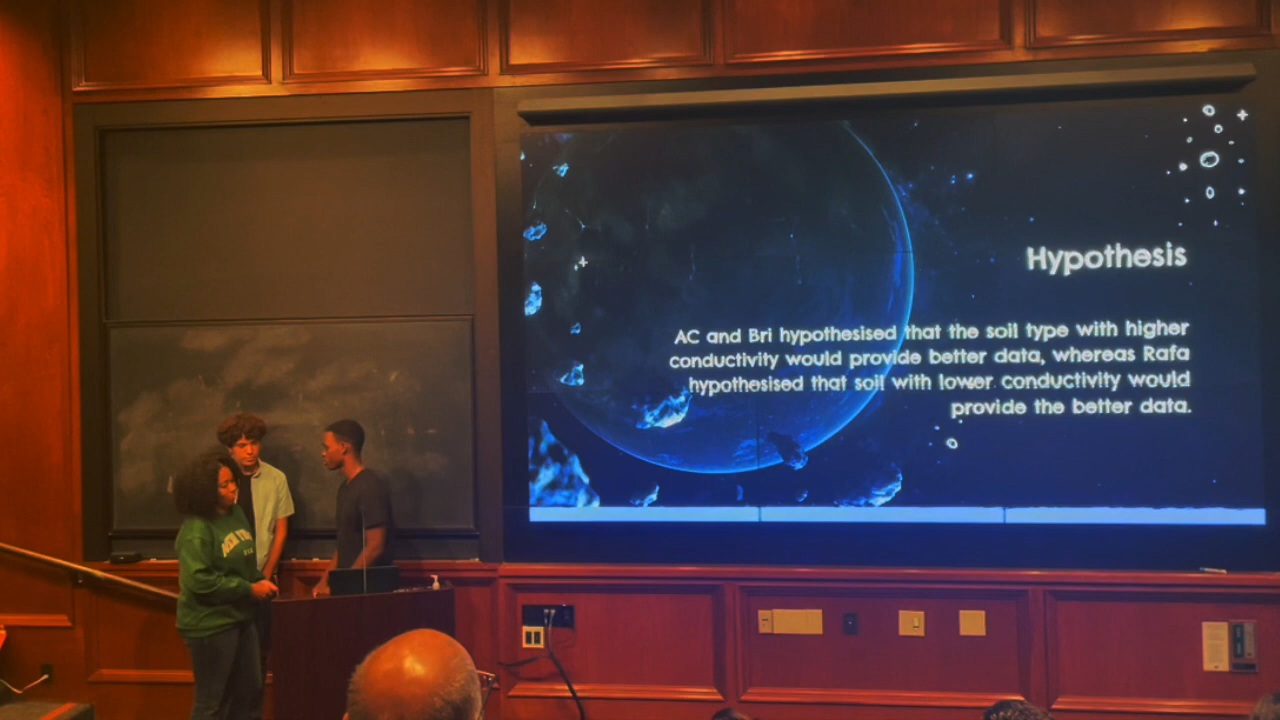 Hypothesis
AC and Bri hypothesised that the soil type with higher
conductivity would provide better data, whereas Rafa
hypothesised that soil with lower conductivity would
provide the better data.